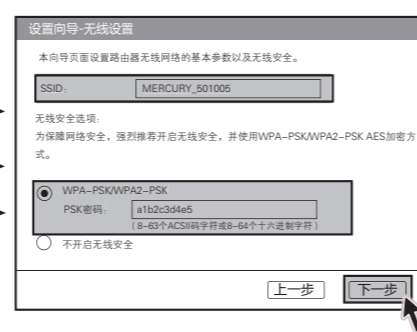 设置向导-无线设置
本向导页面设置路由器无线网络的基本参数以及无线安全。
SSID: MERCURY_501005
无线安全选项:
为保障网络安全，强烈推荐开启无线安全，并使用WPA-PSK/WPA2-PSK AES加密方
式。
WPA-PSK/WPA2-PSK
PSK密码: a1b2c3d4e5
(8-63个ACSII码字符或8-64个十六进制字符)
不开启无线安全
上一步 下一步